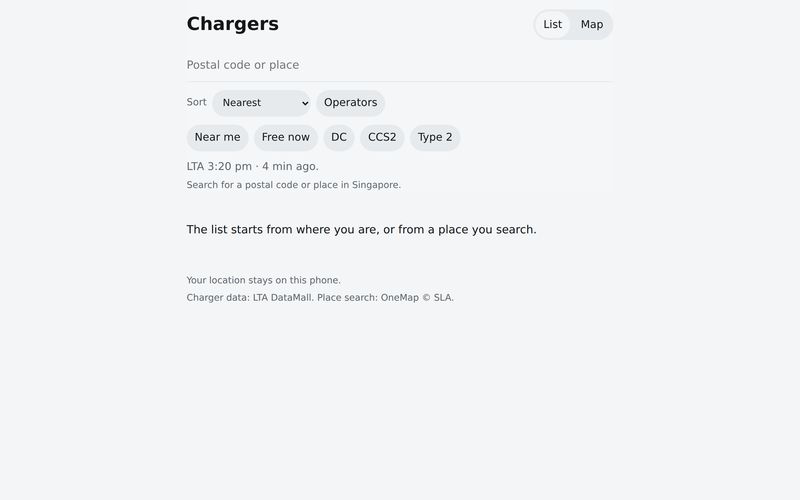 Chargers
List Map
Postal code or place
Sort Nearest Operators
Near me Free now DC CCS2 Type 2
LTA 3:20 pm · 4 min ago.
Search for a postal code or place in Singapore.
The list starts from where you are, or from a place you search.
Your location stays on this phone.
Charger data: LTA DataMall. Place search: OneMap © SLA.